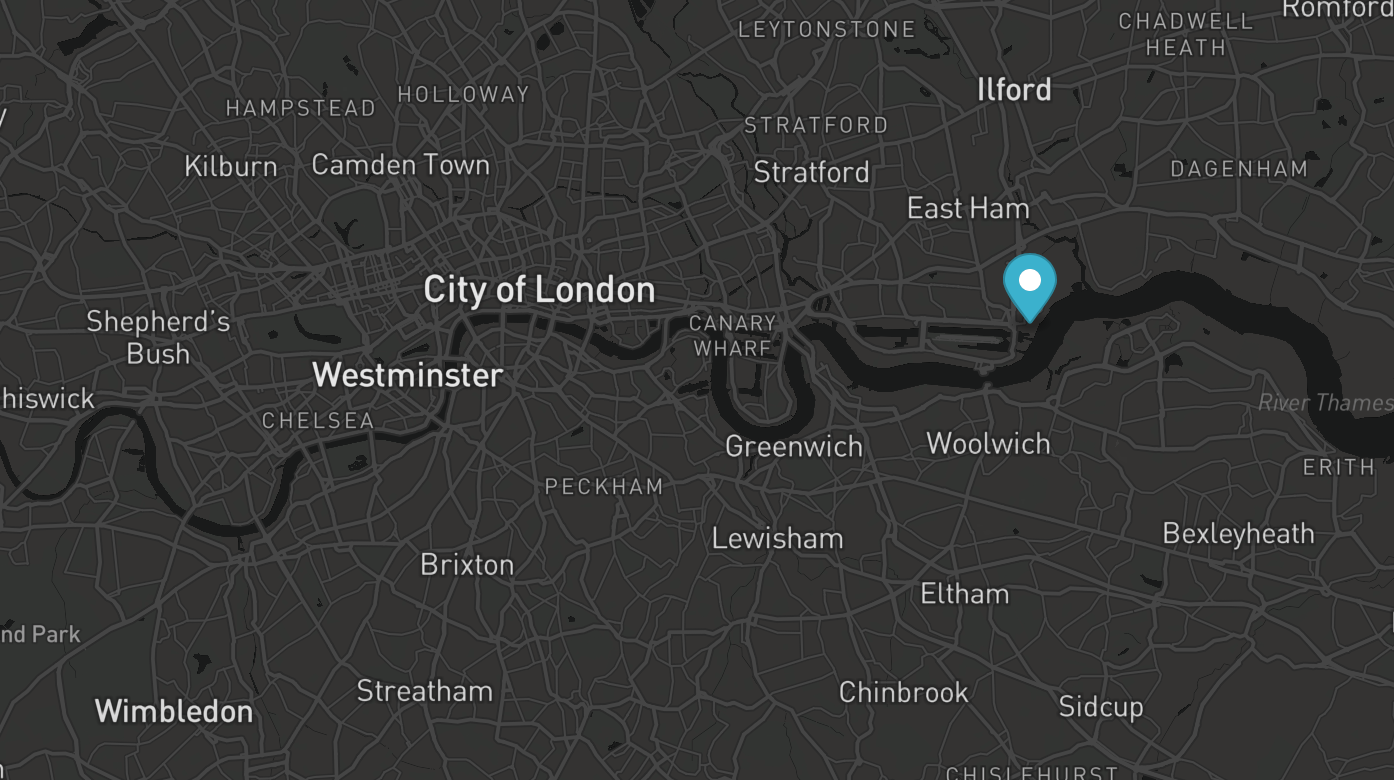 Romford
CHADWELL
HEATH
LEYTONSTONE
Ilford
HOLLOWAY
HAMPSTEAD
STRATFORD
Kilburn
Camden Town
Stratford
DAGENHAM
East Ham
City of London
Shepherd's
Bush
CANARY
WHARF
Westminster
hiswick
River Thames
CHELSEA
Greenwich
Woolwich
ERITH
PECKHAM
Bexleyheath
Lewisham
Brixton
Eltham
nd Park
Streatham
Chinbrook
Sidcup
Wimbledon
CHISLEHURST